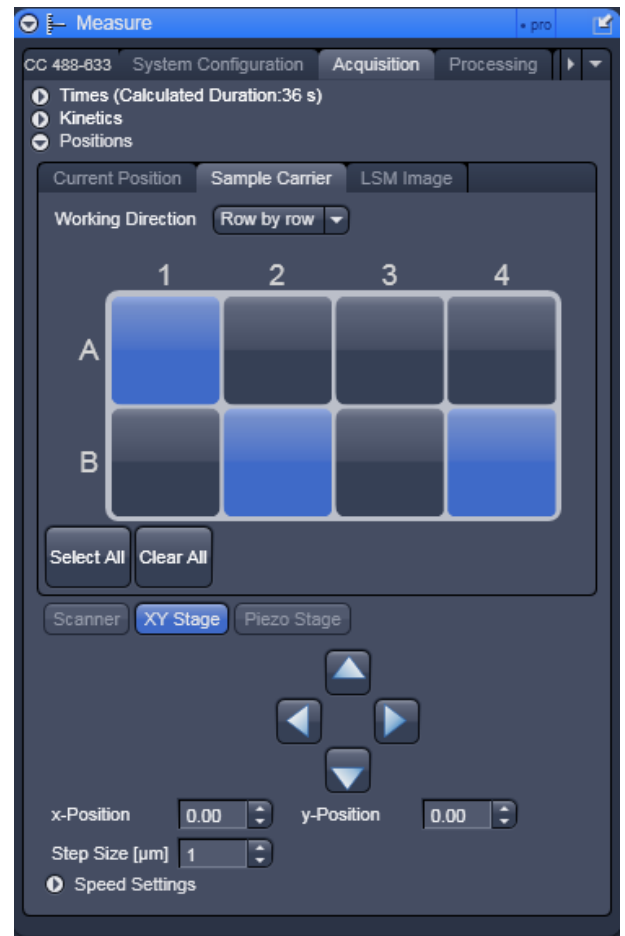 Measure
pro
CC 488-633 System Configuration Acquisition Processing
Times (Calculated Duration:36 s)
Kinetics
Positions
Current Position Sample Carrier LSM Image
Working Direction Row by row
1 2 3 4
A
B
Select All Clear All
Scanner XY Stage Piezo Stage
x-Position 0.00 y-Position 0.00
Step Size [µm] 1
Speed Settings